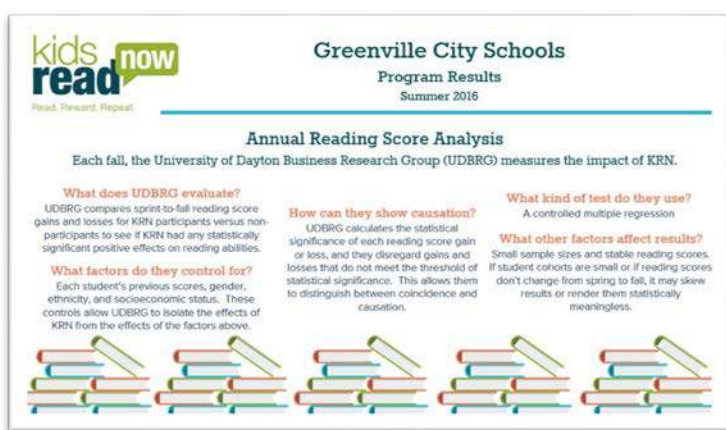 kids
read now
Read. Reward. Repeat.
Greenville City Schools
Program Results
Summer 2016
Annual Reading Score Analysis
Each fall, the University of Dayton Business Research Group (UDBRG) measures the impact of KRN.
What does UDBRG evaluate?
UDBRG compares sprint-to-fall reading score
gains and losses for KRN participants versus non-
participants to see if KRN had any statistically
significant positive effects on reading abilities.
What factors do they control for?
Each student's previous scores, gender,
ethnicity, and socioeconomic status. These
controls allow UDBRG to isolate the effects of
KRN from the effects of the factors above.
How can they show causation?
UDBRG calculates the statistical
significance of each reading score gain
or loss, and they disregard gains and
losses that do not meet the threshold of
statistical significance. This allows them
to distinguish between coincidence and
causation.
What kind of test do they use?
A controlled multiple regression
What other factors affect results?
Small sample sizes and stable reading scores.
If student cohorts are small or if reading scores
don't change from spring to fall, it may skew
results or render them statistically
meaningless.